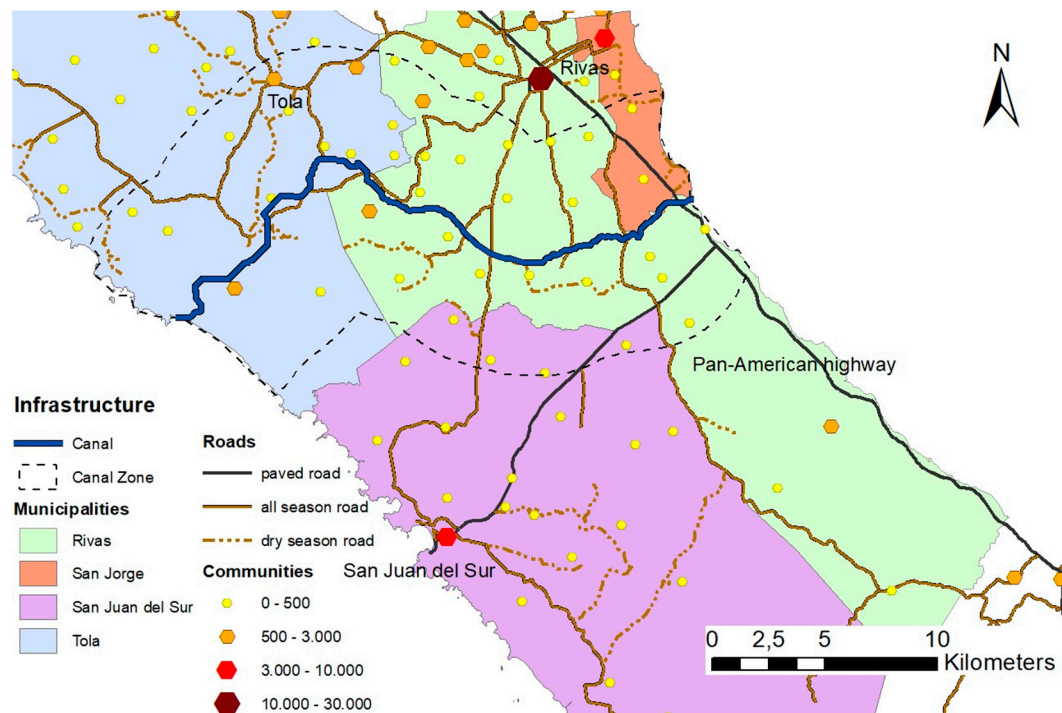 N
Rivas
Tola
Pan-American highway
San Juan del Sur
Infrastructure
Canal
Canal Zone
Municipalities
Rivas
San Jorge
San Juan del Sur
Tola
Roads
paved road
all season road
dry season road
Communities
0 - 500
500 - 3.000
3.000 - 10.000
10.000 - 30.000
0 2,5 5 10
Kilometers